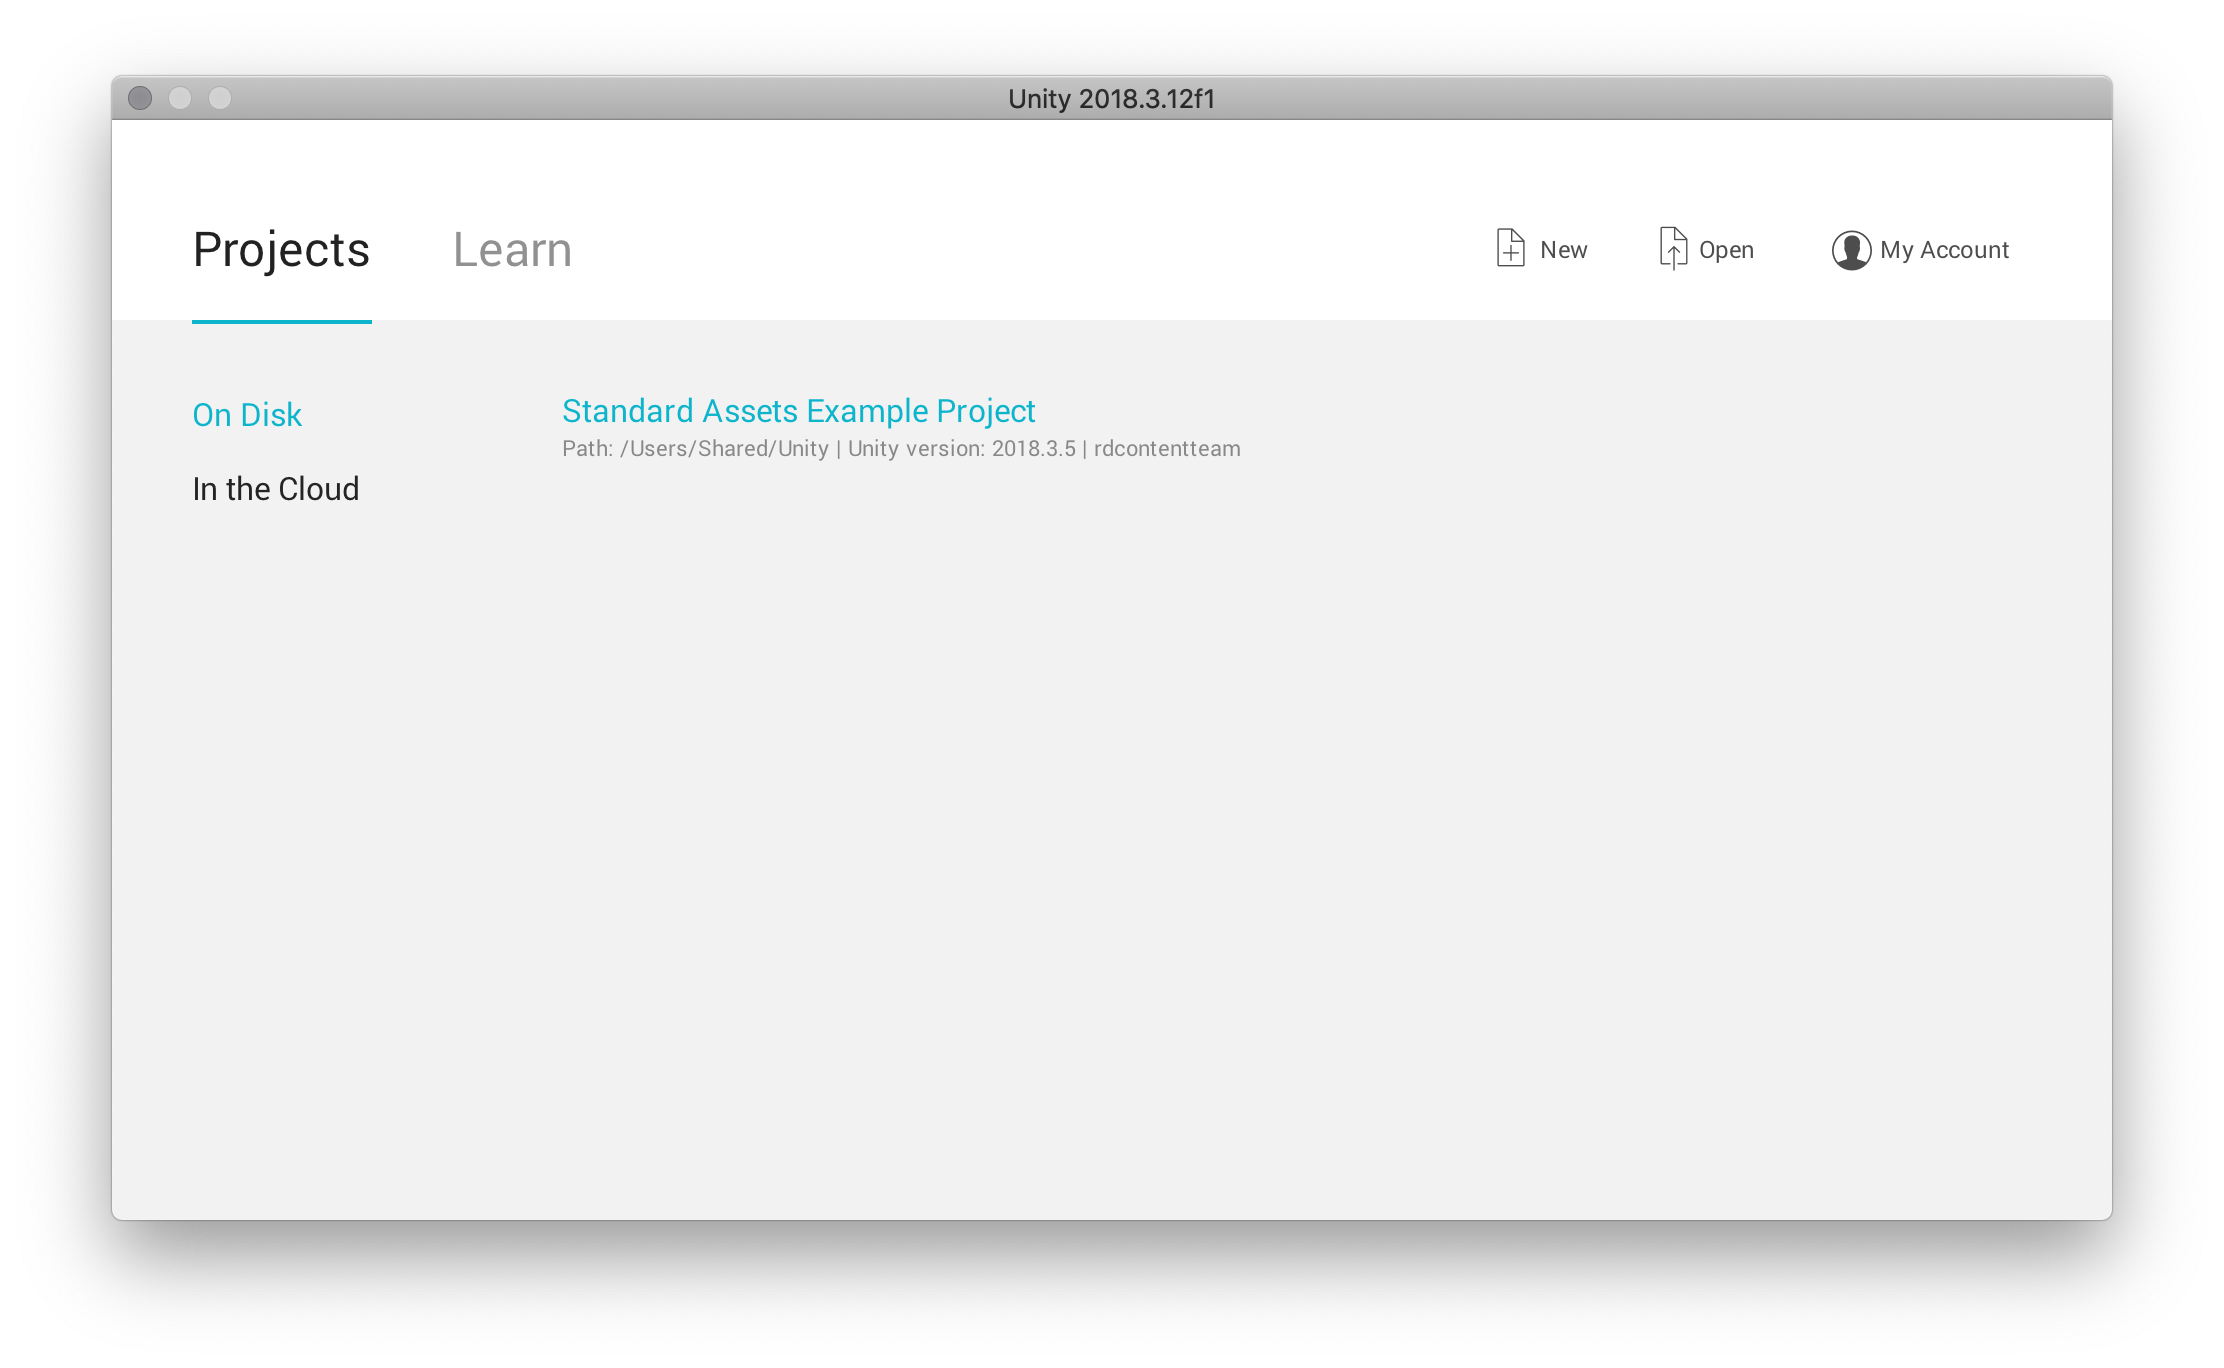 Unity 2018.3.12f1
Projects Learn New Open My Account
On Disk
Standard Assets Example Project
Path: /Users/Shared/Unity | Unity version: 2018.3.5 | rdcontentteam
In the Cloud